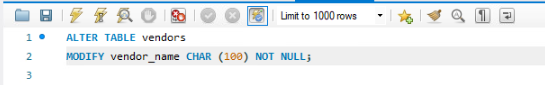 Limit to 1000 rows
1 ALTER TABLE vendors
2 MODIFY vendor_name CHAR (100) NOT NULL;
3